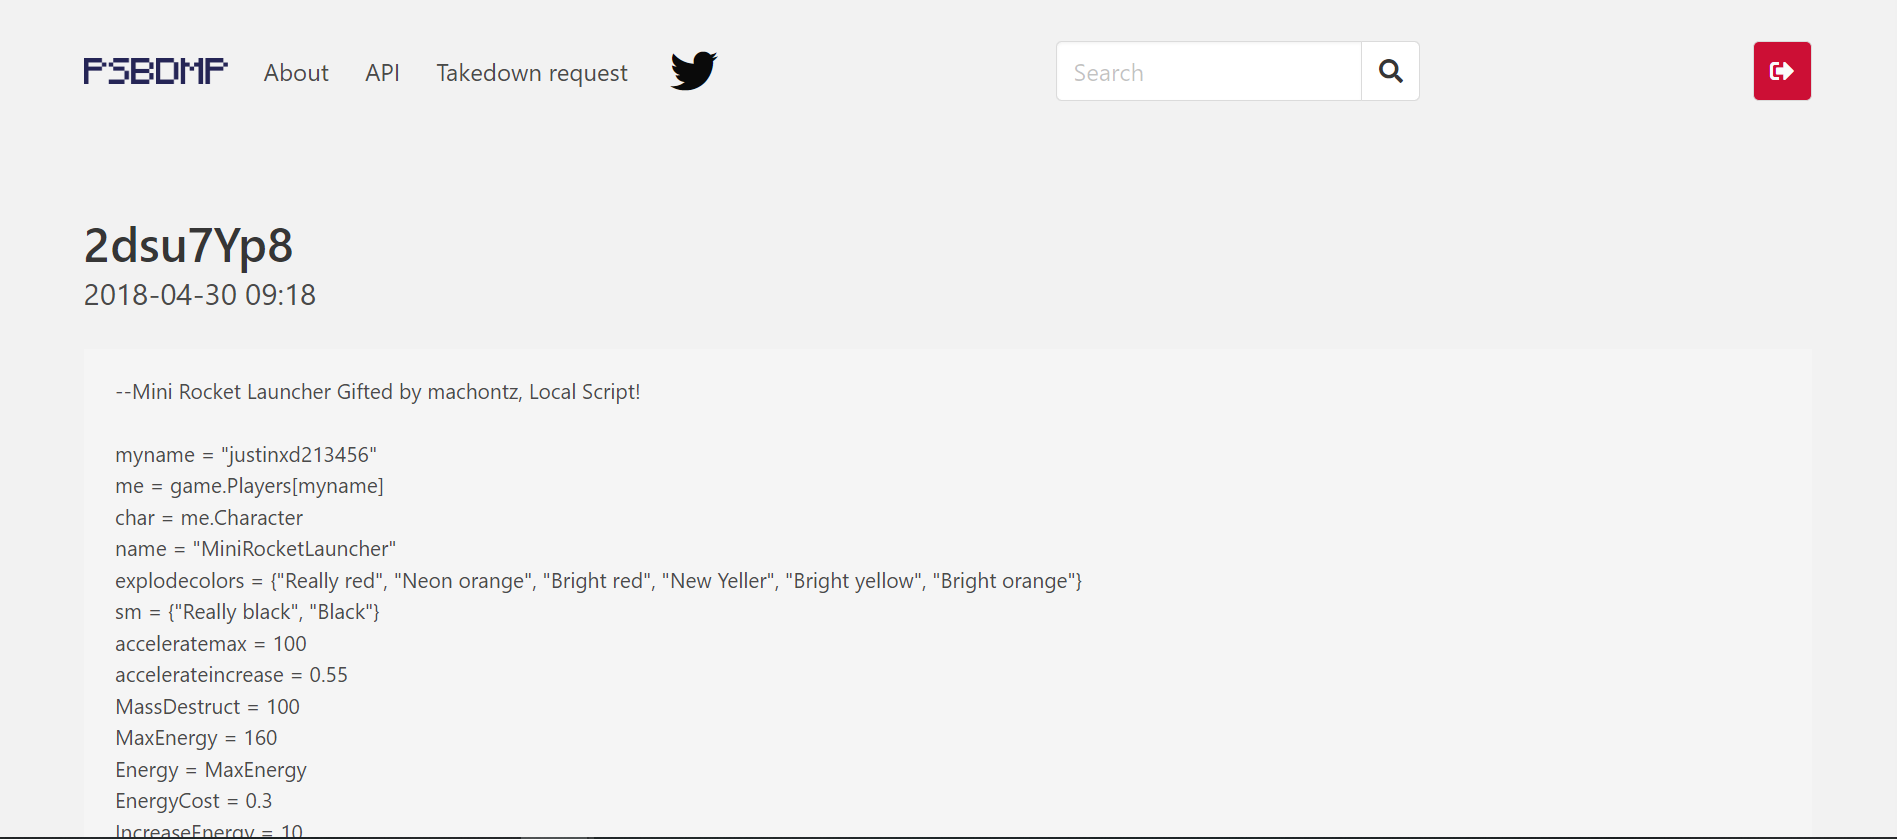 PSBDMP About API Takedown request Search
2dsu7Yp8
2018-04-30 09:18
--Mini Rocket Launcher Gifted by machontz, Local Script!
myname = "justinxd213456"
me = game.Players[myname]
char = me.Character
name = "MiniRocketLauncher"
explodecolors = {"Really red", "Neon orange", "Bright red", "New Yeller", "Bright yellow", "Bright orange"}
sm = {"Really black", "Black"}
acceleratemax = 100
accelerateincrease = 0.55
MassDestruct = 100
MaxEnergy = 160
Energy = MaxEnergy
EnergyCost = 0.3
IncreaseEnergy = 10